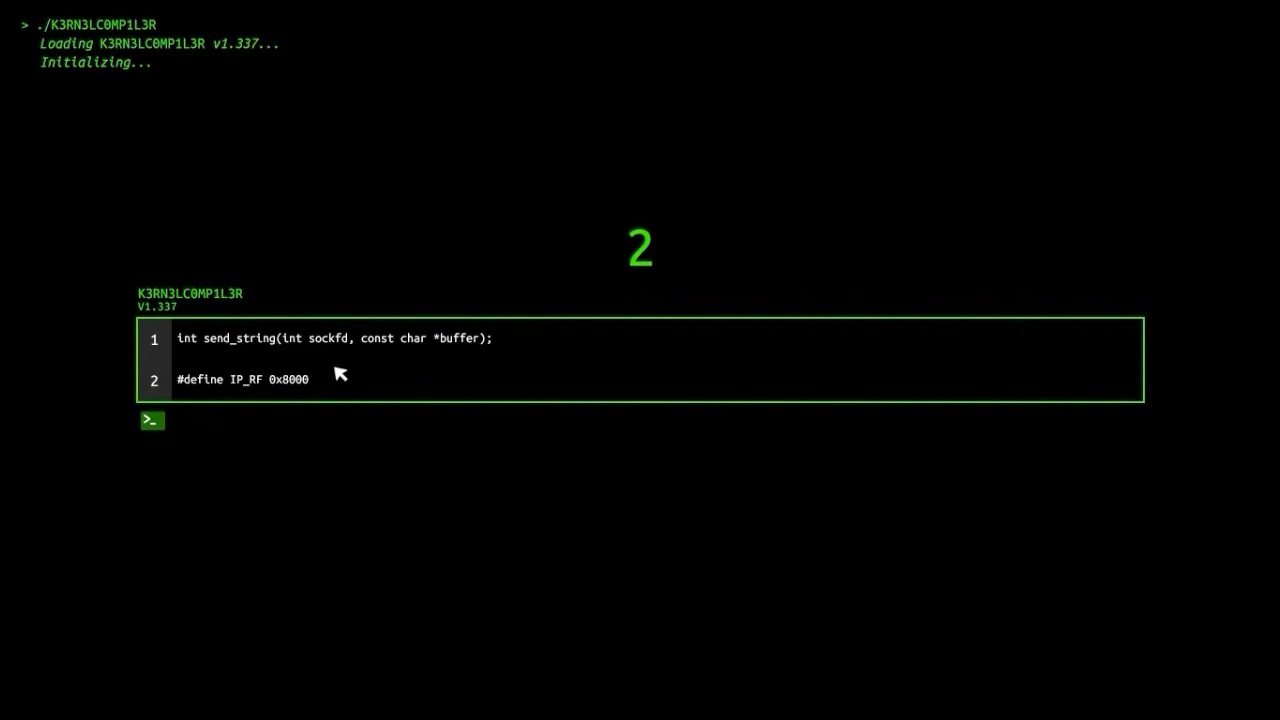 > ./K3RN3LC0MP1L3R
Loading K3RN3LC0MP1L3R v1.337...
Initializing...
2
K3RN3LC0MP1L3R
V1.337
1 int send_string(int sockfd, const char *buffer);
2 #define IP_RF 0x8000
>_